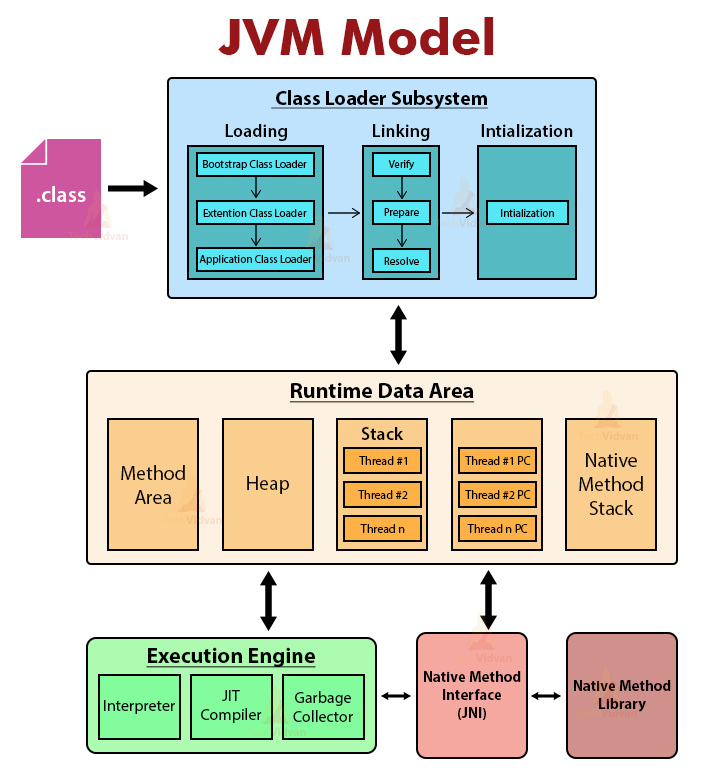 JVM Model
Class Loader Subsystem
Loading
Linking
Intialization
.class
Bootstrap Class Loader
Extention Class Loader
Application Class Loader
Verify
Prepare
Resolve
Intialization
Runtime Data Area
Method
Area
Heap
Stack
Thread #1
Thread #2
Thread n
Thread #1 PC
Thread #2 PC
Thread n PC
Native
Method
Stack
Execution Engine
Interpreter
JIT
Compiler
Garbage
Collector
Native Method
Interface
(JNI)
Native Method
Library